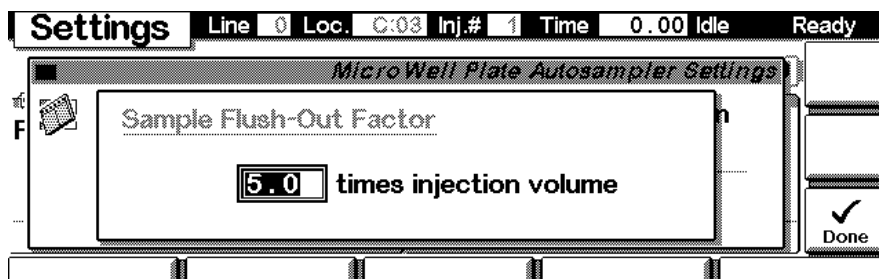 Settings Line 0 Loc. C:03 Inj.# 1 Time 0.00 Idle Ready
MicroWell Plate Autosampler Settings
F
n
Sample Flush-Out Factor
5.0 times injection volume
Done